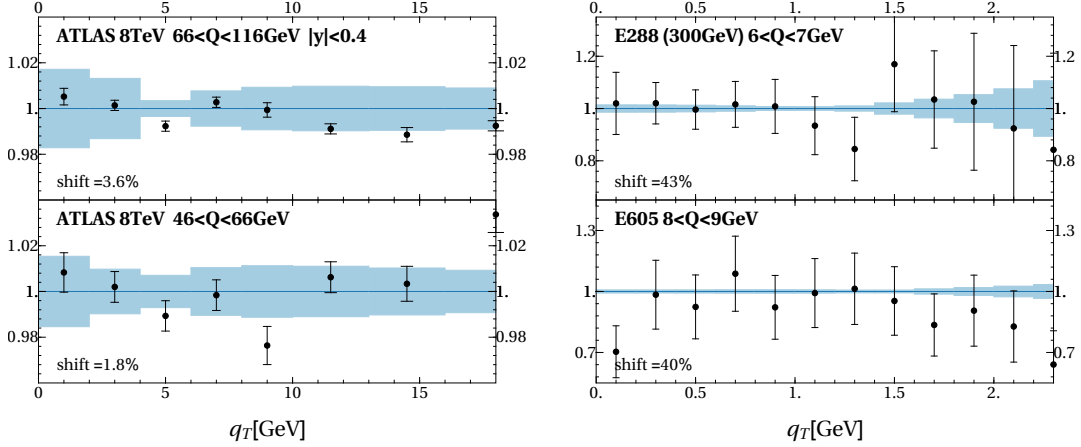 0 5 10 15
ATLAS 8TeV 66<Q<116GeV |y|<0.4
1.02 1.02
1. 1.
0.98 0.98
shift =3.6%
ATLAS 8TeV 46<Q<66GeV
1.02 1.02
1. 1.
0.98 0.98
shift =1.8%
0 5 10 15
qT[GeV]
0. 0.5 1. 1.5 2.
E288 (300GeV) 6<Q<7GeV
1.2 1.2
1. 1.
0.8 0.8
shift =43%
E605 8<Q<9GeV
1.3 1.3
1. 1.
0.7 0.7
shift =40%
0. 0.5 1. 1.5 2.
qT[GeV]